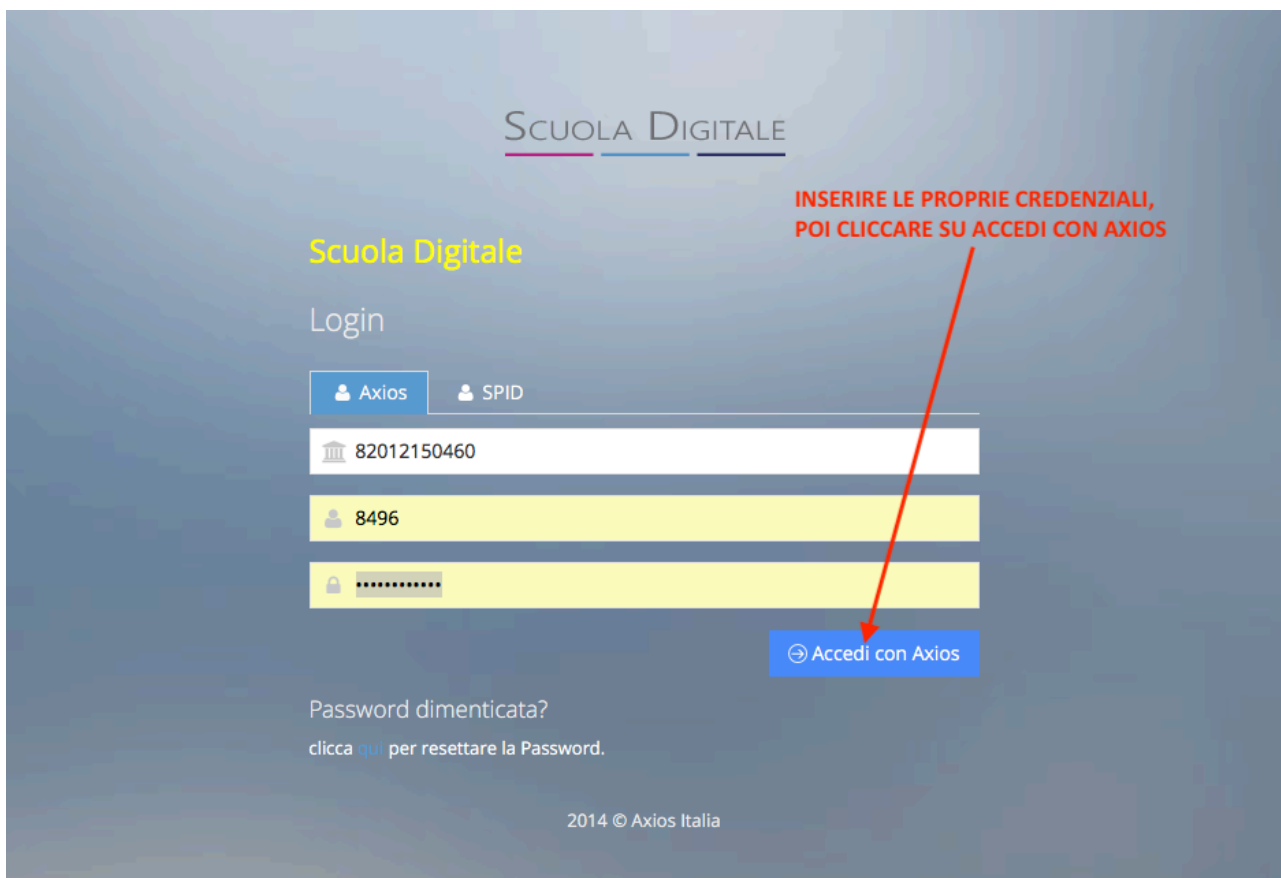 SCUOLA DIGITALE
INSERIRE LE PROPRIE CREDENZIALI,
POI CLICCARE SU ACCEDI CON AXIOS
Scuola Digitale
Login
Axios SPID
82012150460
8496
••••••••••••
Accedi con Axios
Password dimenticata?
clicca qui per resettare la Password.
2014 © Axios Italia